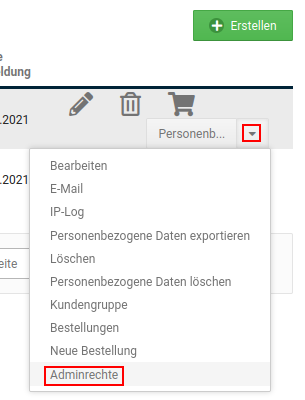 Erstellen
e
ldung
.2021
Personenb...
.2021
Bearbeiten
E-Mail
IP-Log
Personenbezogene Daten exportieren
Löschen
Personenbezogene Daten löschen
eite
Kundengruppe
Bestellungen
Neue Bestellung
Adminrechte